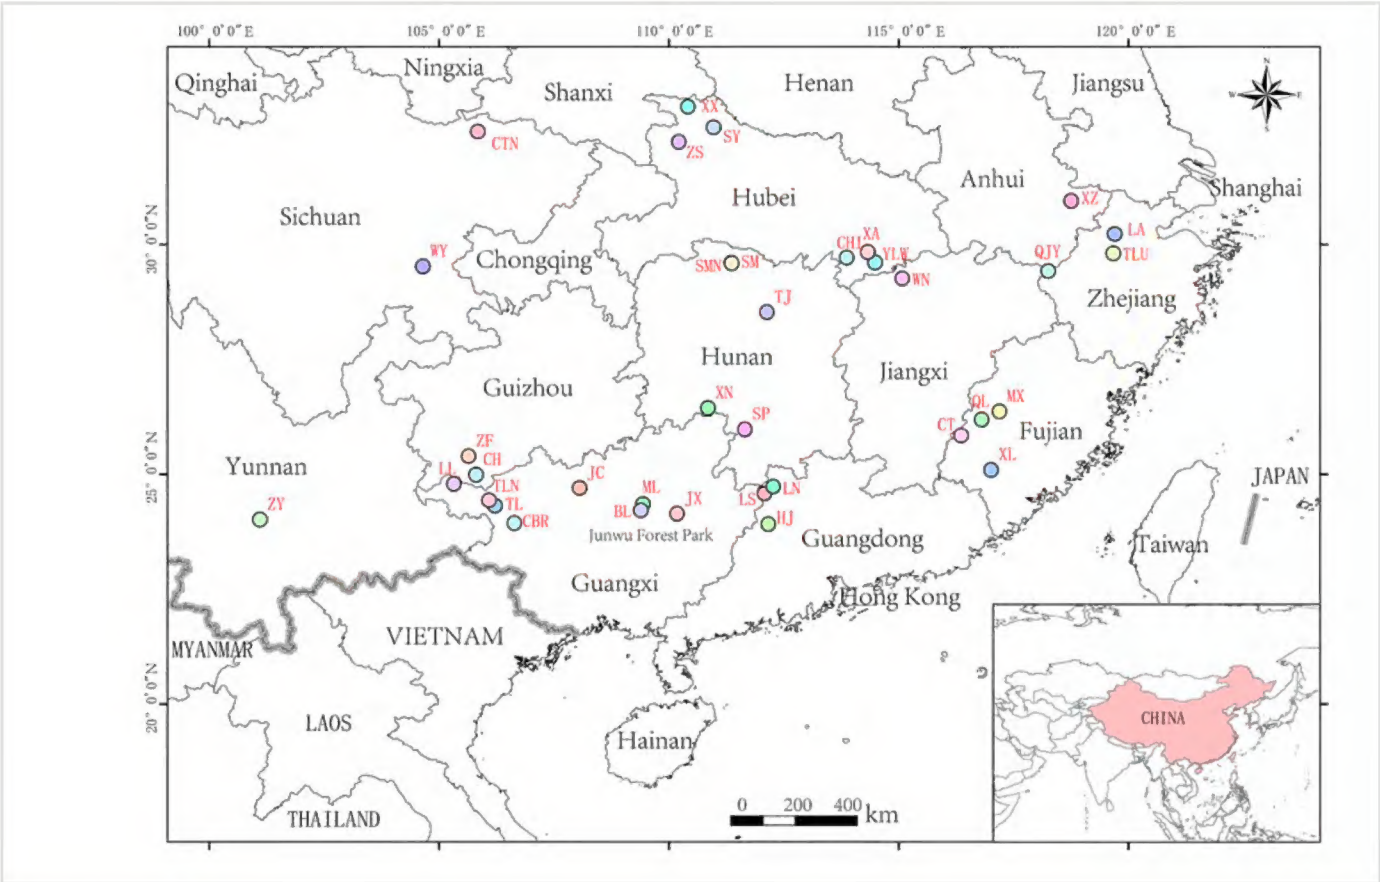 100° 0′0″E 105° 0′0″E 110° 0′0″E 115° 0′0″E 120° 0′0″E
Qinghai
Ningxia
Shanxi
Henan
Jiangsu
N
W E
S
XX
SY
ZS
CTN
Anhui
Shanghai
Hubei
XZ
Sichuan
LA
30° 0′0″N
WY
Chongqing
SMN
SM
CHI
XA
YLW
WN
QJY
TLU
Zhejiang
TJ
Hunan
Jiangxi
Guizhou
XN
SP
QL
MX
CT
Fujian
XL
25° 0′0″N
Yunnan
ZF
CH
LL
TLN
TL
CBR
JC
ML
BL
JX
Junwu Forest Park
LS
LN
HJ
ZY
JAPAN
Guangdong
Taiwan
Guangxi
Hong Kong
MYANMAR
VIETNAM
20° 0′0″N
LAOS
Hainan
CHINA
THAILAND
0 200 400 km